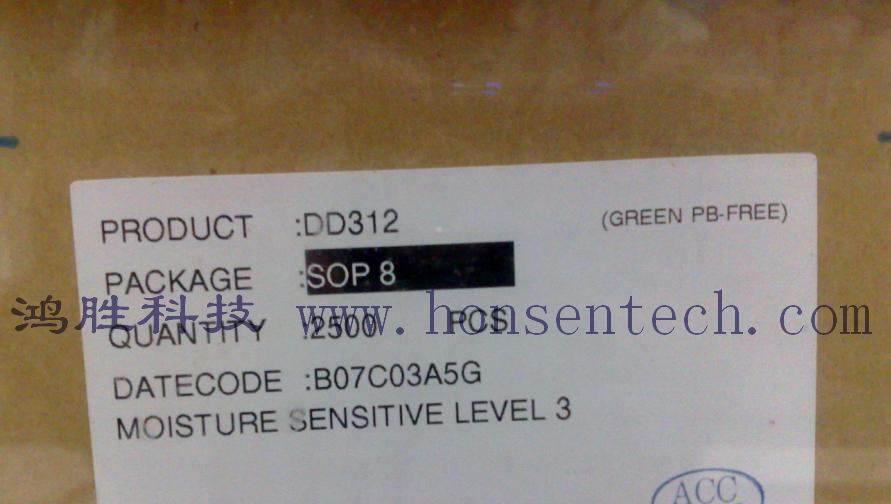 PRODUCT :DD312 (GREEN PB-FREE)
PACKAGE :SOP 8
鸿胜科技 www.honsentech.com
QUANTITY :2500 PCS
DATECODE :B07C03A5G
MOISTURE SENSITIVE LEVEL 3
ACC